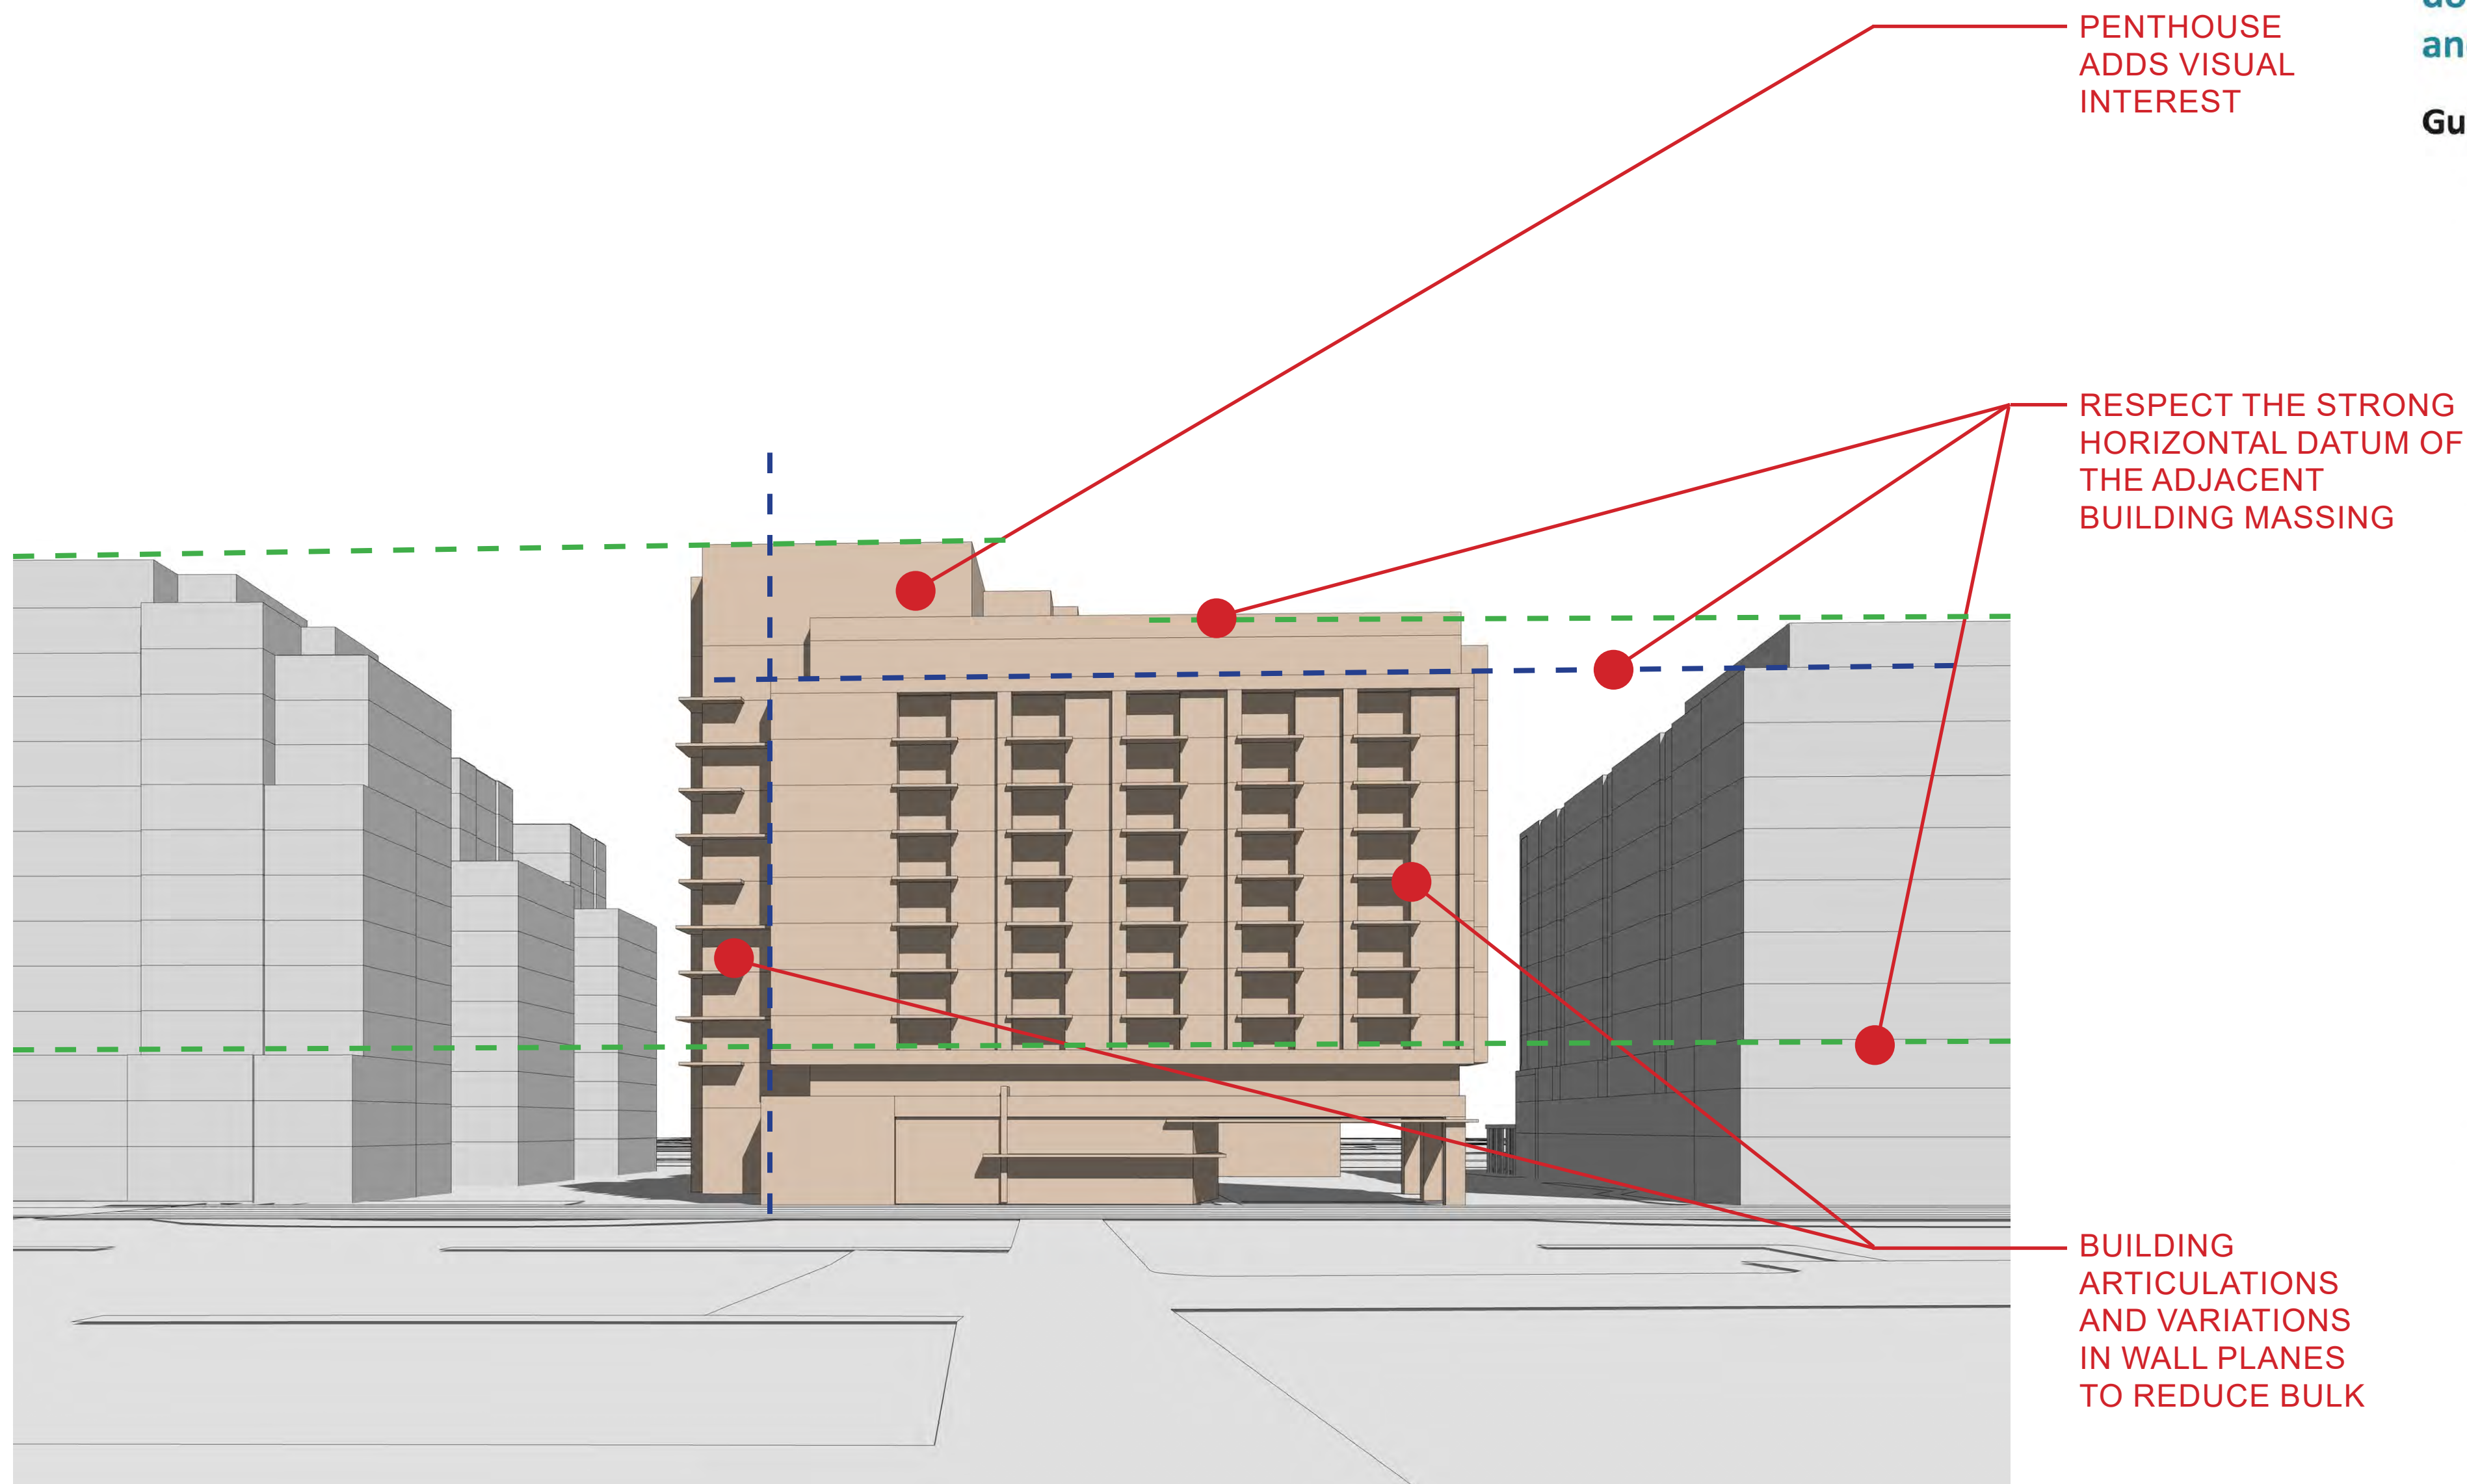 PENTHOUSE
ADDS VISUAL
INTEREST
RESPECT THE STRONG
HORIZONTAL DATUM OF
THE ADJACENT
BUILDING MASSING
BUILDING
ARTICULATIONS
AND VARIATIONS
IN WALL PLANES
TO REDUCE BULK